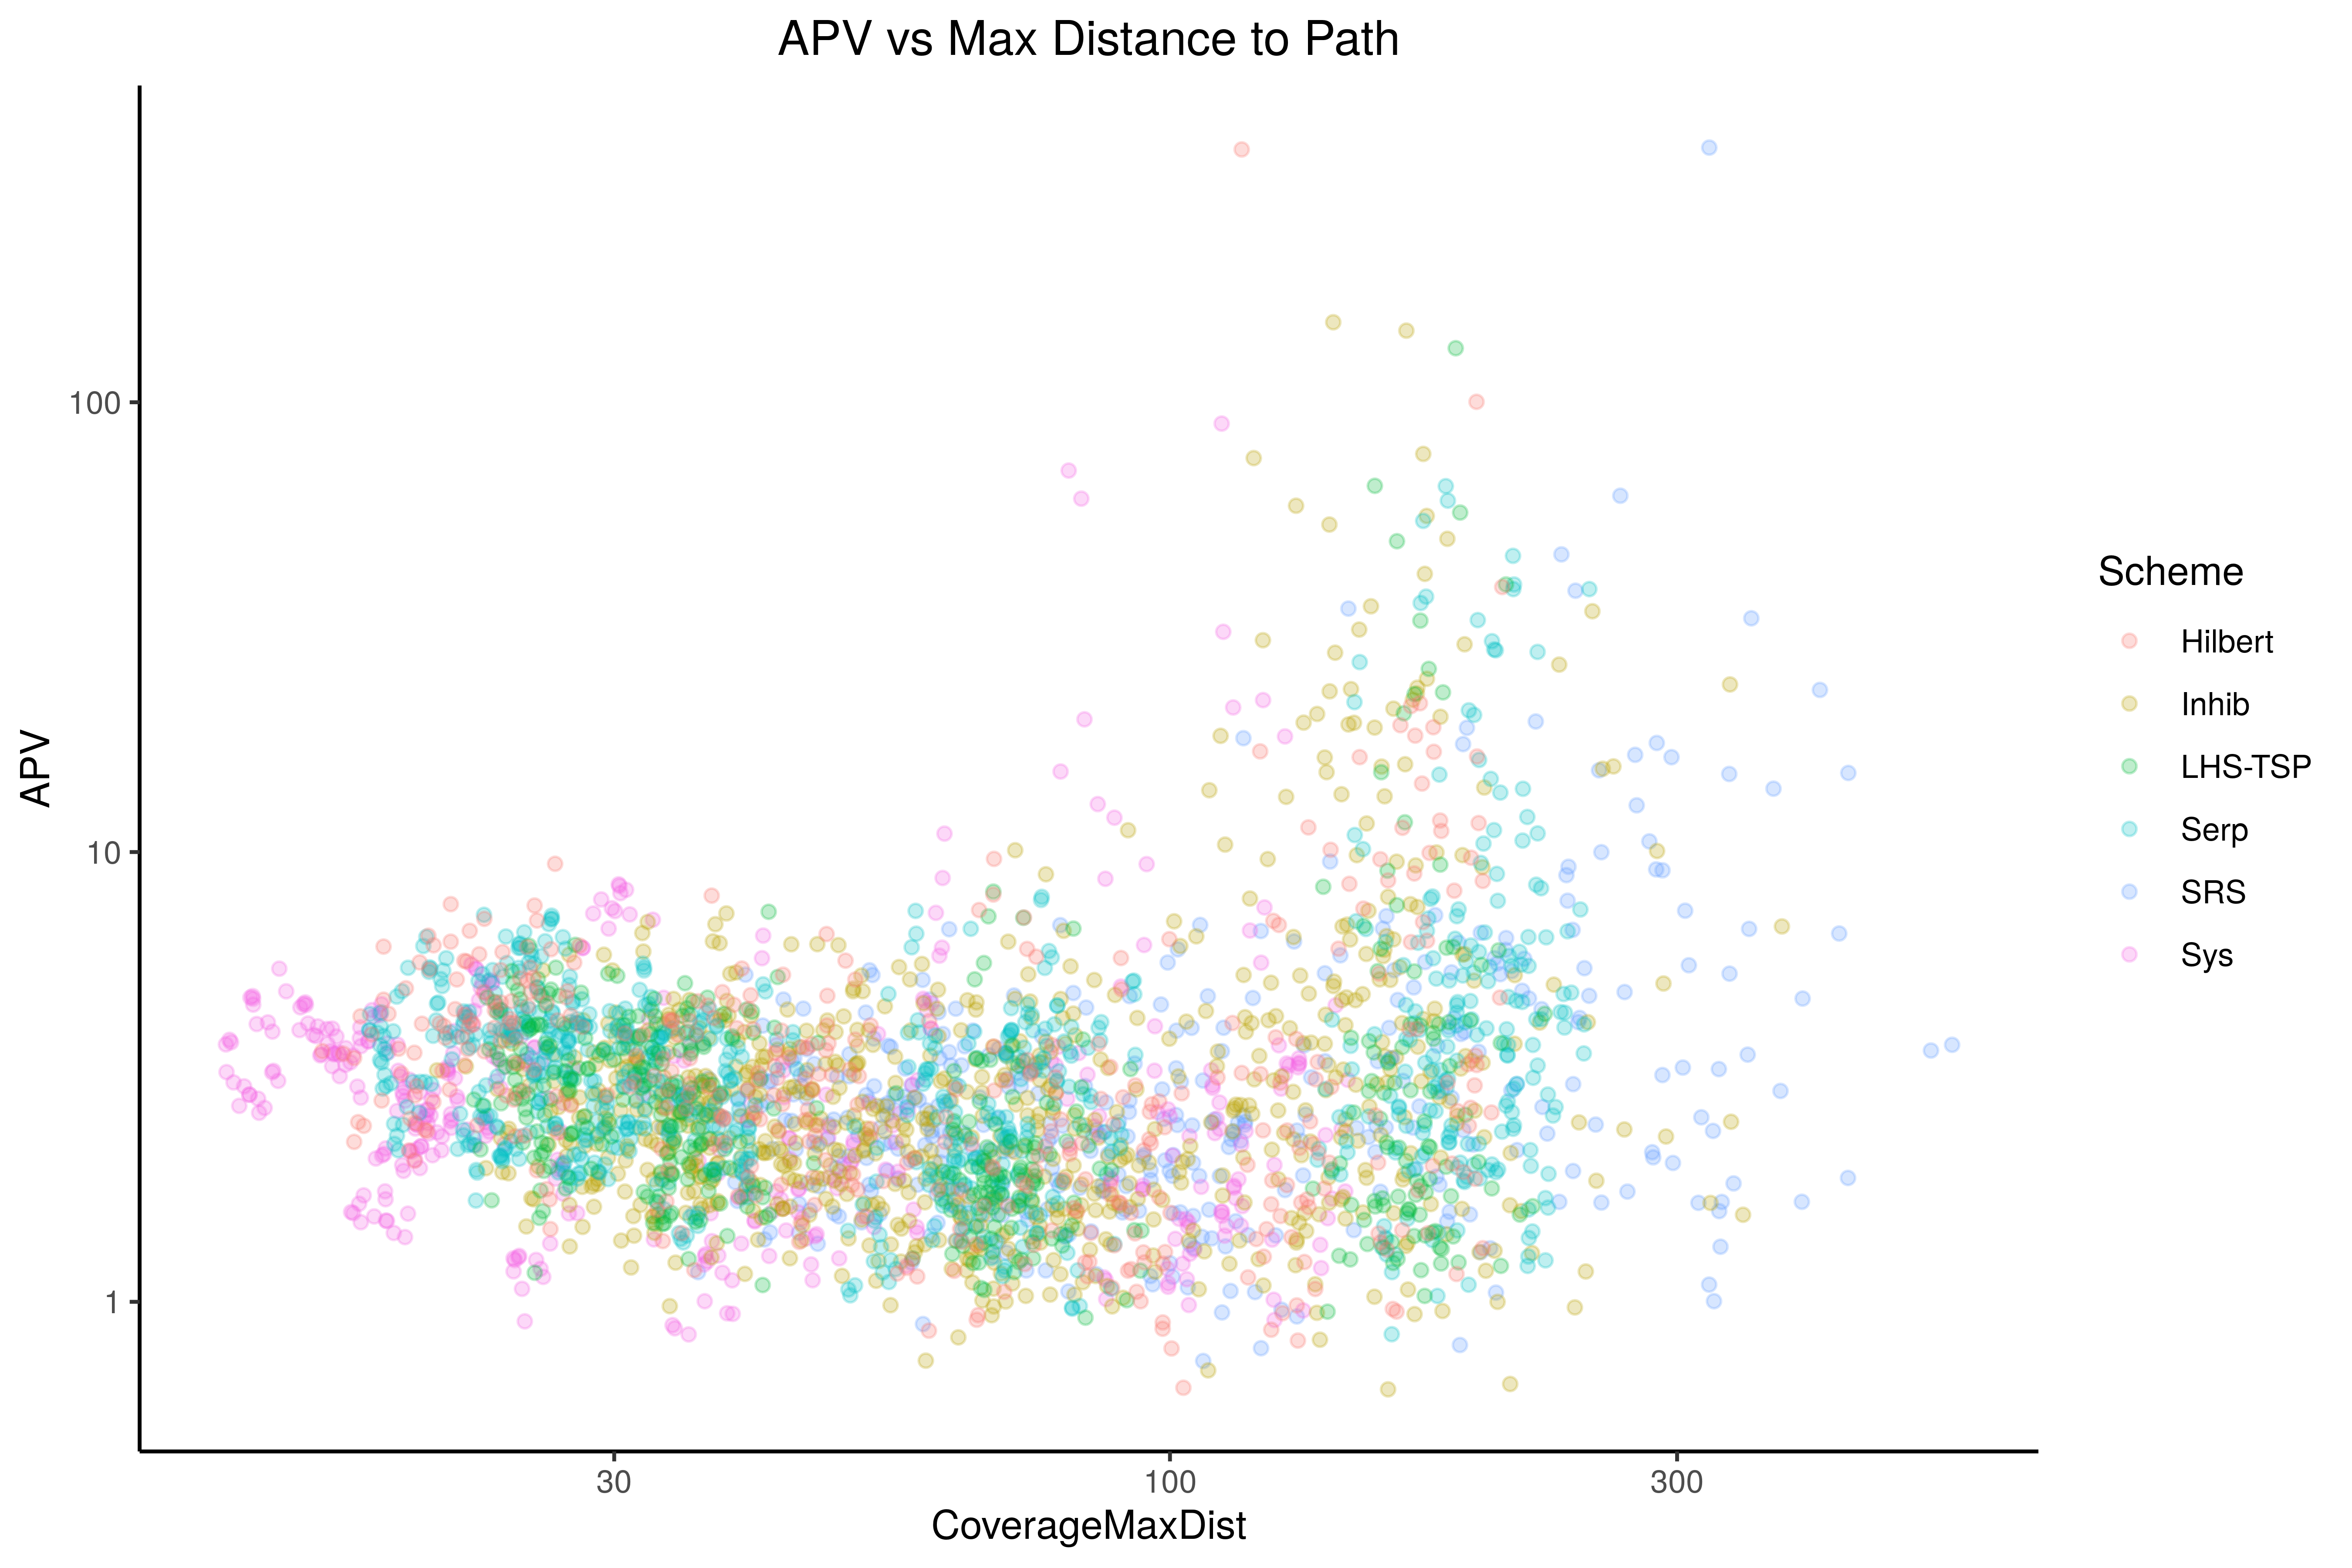 APV vs Max Distance to Path
APV
100
10
1
30
100
300
CoverageMaxDist
Scheme
Hilbert
Inhib
LHS-TSP
Serp
SRS
Sys